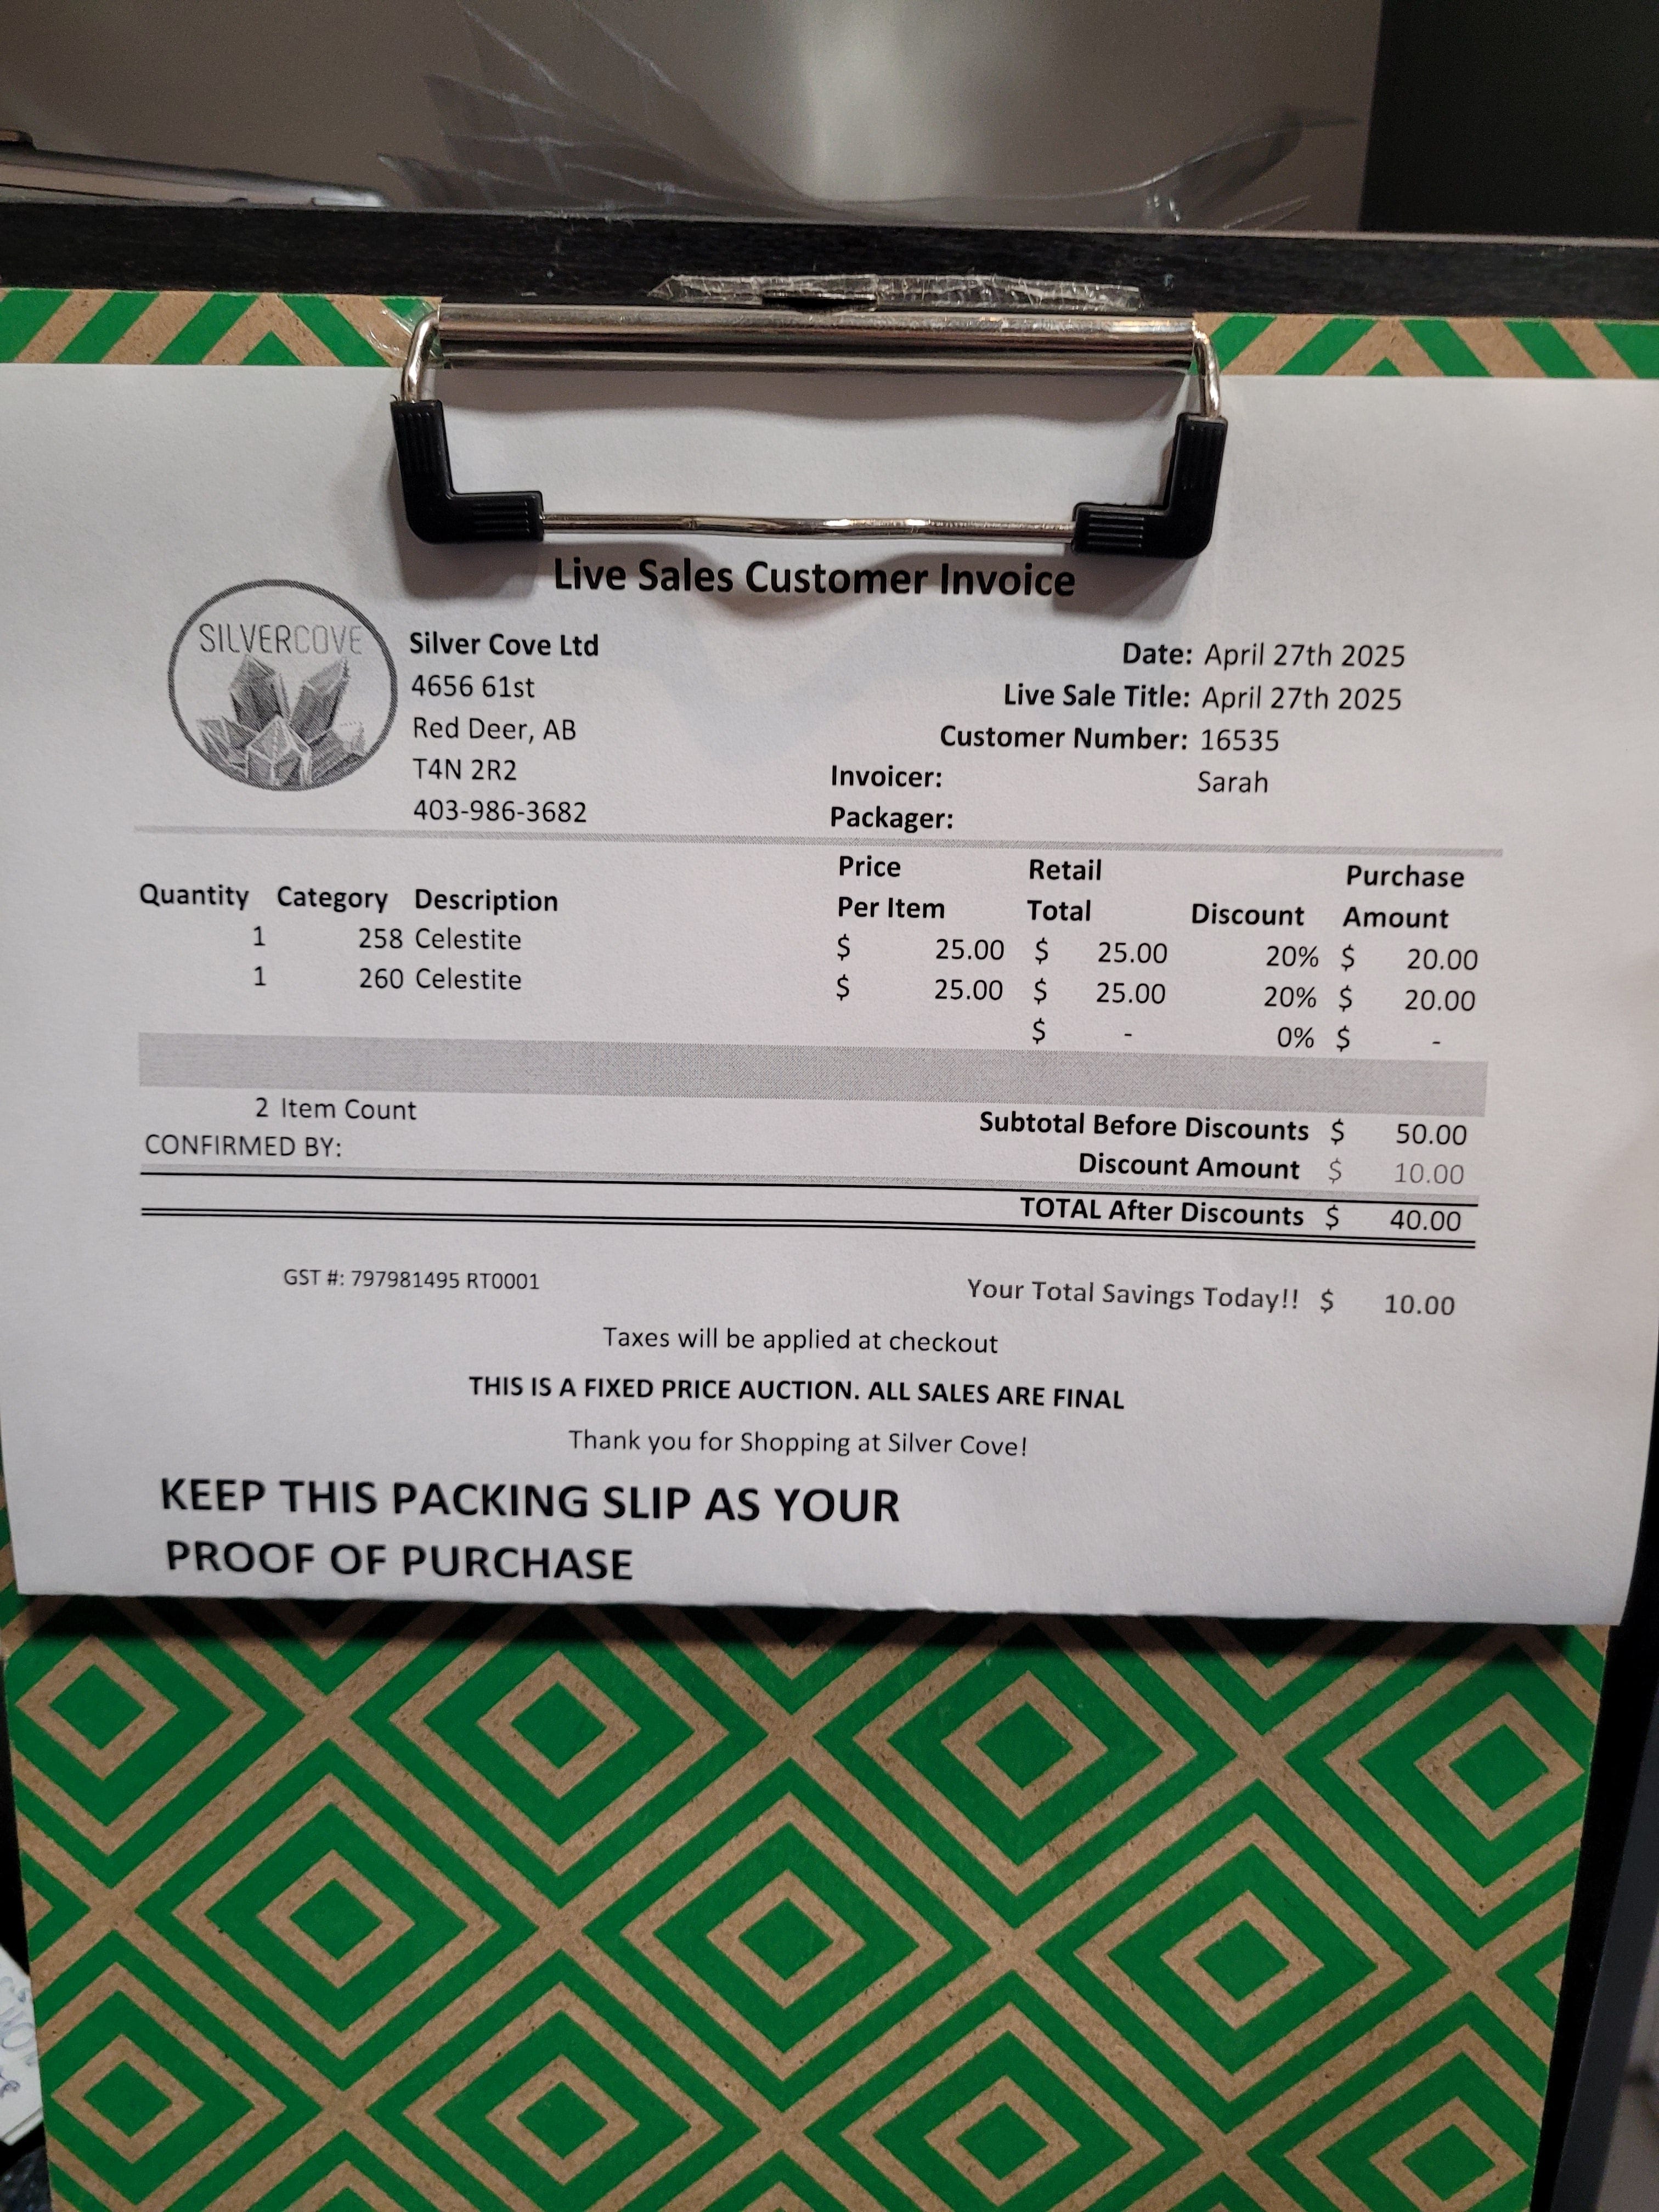 Live Sales Customer Invoice
SILVERCOVE
Silver Cove Ltd
4656 61st
Red Deer, AB
T4N 2R2
403-986-3682
Date: April 27th 2025
Live Sale Title: April 27th 2025
Customer Number: 16535
Invoicer: Sarah
Packager:
Quantity Category Description Price Per Item Retail Total Discount Purchase Amount
1 258 Celestite $ 25.00 $ 25.00 20% $ 20.00
1 260 Celestite $ 25.00 $ 25.00 20% $ 20.00
$ - 0% $ -
2 Item Count
Subtotal Before Discounts $ 50.00
CONFIRMED BY:
Discount Amount $ 10.00
TOTAL After Discounts $ 40.00
GST #: 797981495 RT0001
Your Total Savings Today!! $ 10.00
Taxes will be applied at checkout
THIS IS A FIXED PRICE AUCTION. ALL SALES ARE FINAL
Thank you for Shopping at Silver Cove!
KEEP THIS PACKING SLIP AS YOUR
PROOF OF PURCHASE